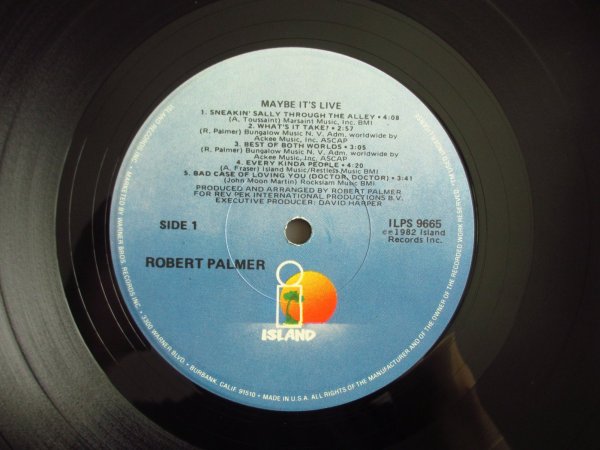 MAYBE IT'S LIVE
1. SNEAKIN' SALLY THROUGH THE ALLEY • 4:08
(A. Toussaint) Marsaint Music, Inc. BMI
2. WHAT'S IT TAKE? • 2:57
(R. Palmer) Bungalow Music N. V. Adm. worldwide by
Ackee Music, Inc. ASCAP
3. BEST OF BOTH WORLDS • 3:05
(R. Palmer) Bungalow Music N. V. Adm. worldwide by
Ackee Music, Inc. ASCAP
4. EVERY KINDA PEOPLE • 4:20
(A. Fraser) Island Music/Restless Music BMI
5. BAD CASE OF LOVING YOU (DOCTOR, DOCTOR) • 3:41
(John Moon Martin) Rockslam Music BMI
PRODUCED AND ARRANGED BY ROBERT PALMER
FOR REV PEK INTERNATIONAL PRODUCTIONS B.V.
EXECUTIVE PRODUCER: DAVID HARPER
SIDE 1
ILPS 9665
℗©1982 Island
Records Inc.
ROBERT PALMER
ISLAND
ISLAND RECORDS, INC. • MARKETED BY WARNER BROS. RECORDS INC. • 3300 WARNER BLVD. • BURBANK, CALIF. 91510 • MADE IN U.S.A. ALL RIGHTS OF THE MANUFACTURER AND OF THE OWNER OF THE RECORDED WORK RESERVED.